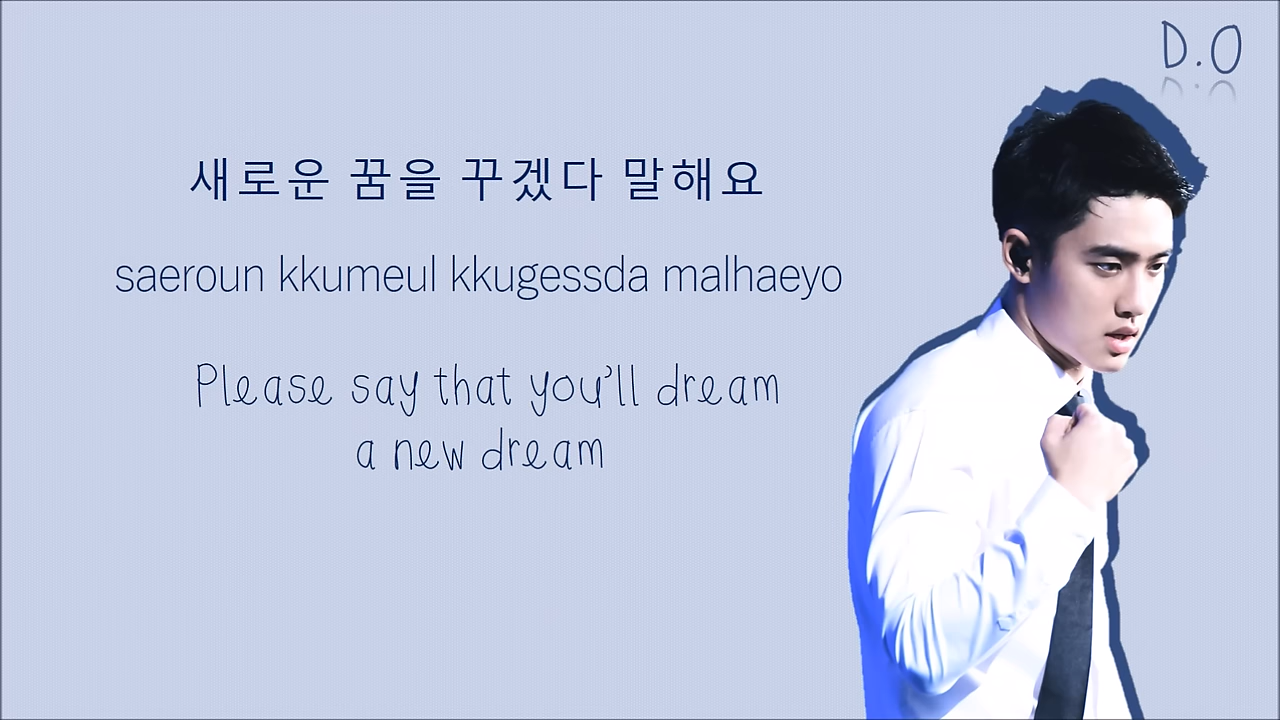 D.O
새로운 꿈을 꾸겠다 말해요
saeroun kkumeul kkugessda malhaeyo
Please say that you'll dream
a new dream